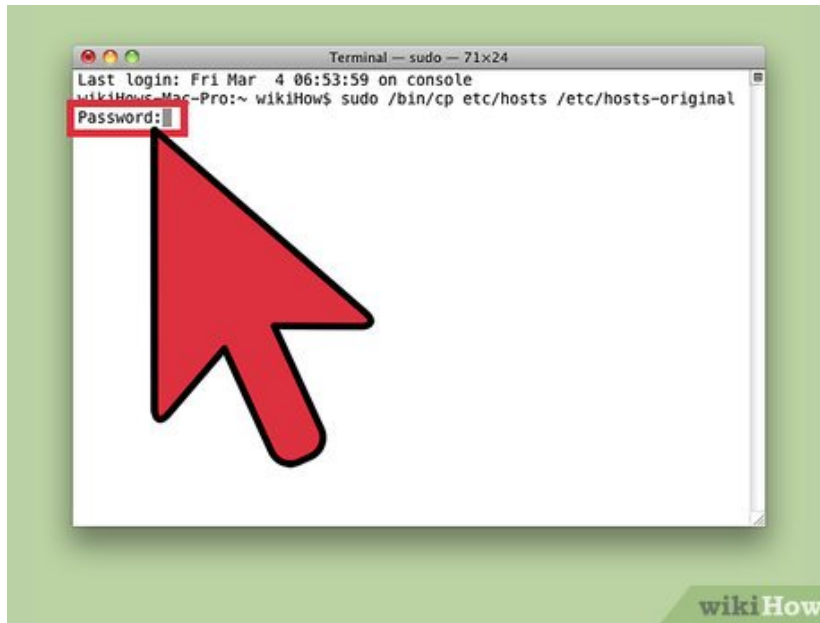 Terminal — sudo — 71×24
Last login: Fri Mar  4 06:53:59 on console
wikiHows-Mac-Pro:~ wikiHow$ sudo /bin/cp etc/hosts /etc/hosts-original
Password:
wikiHow